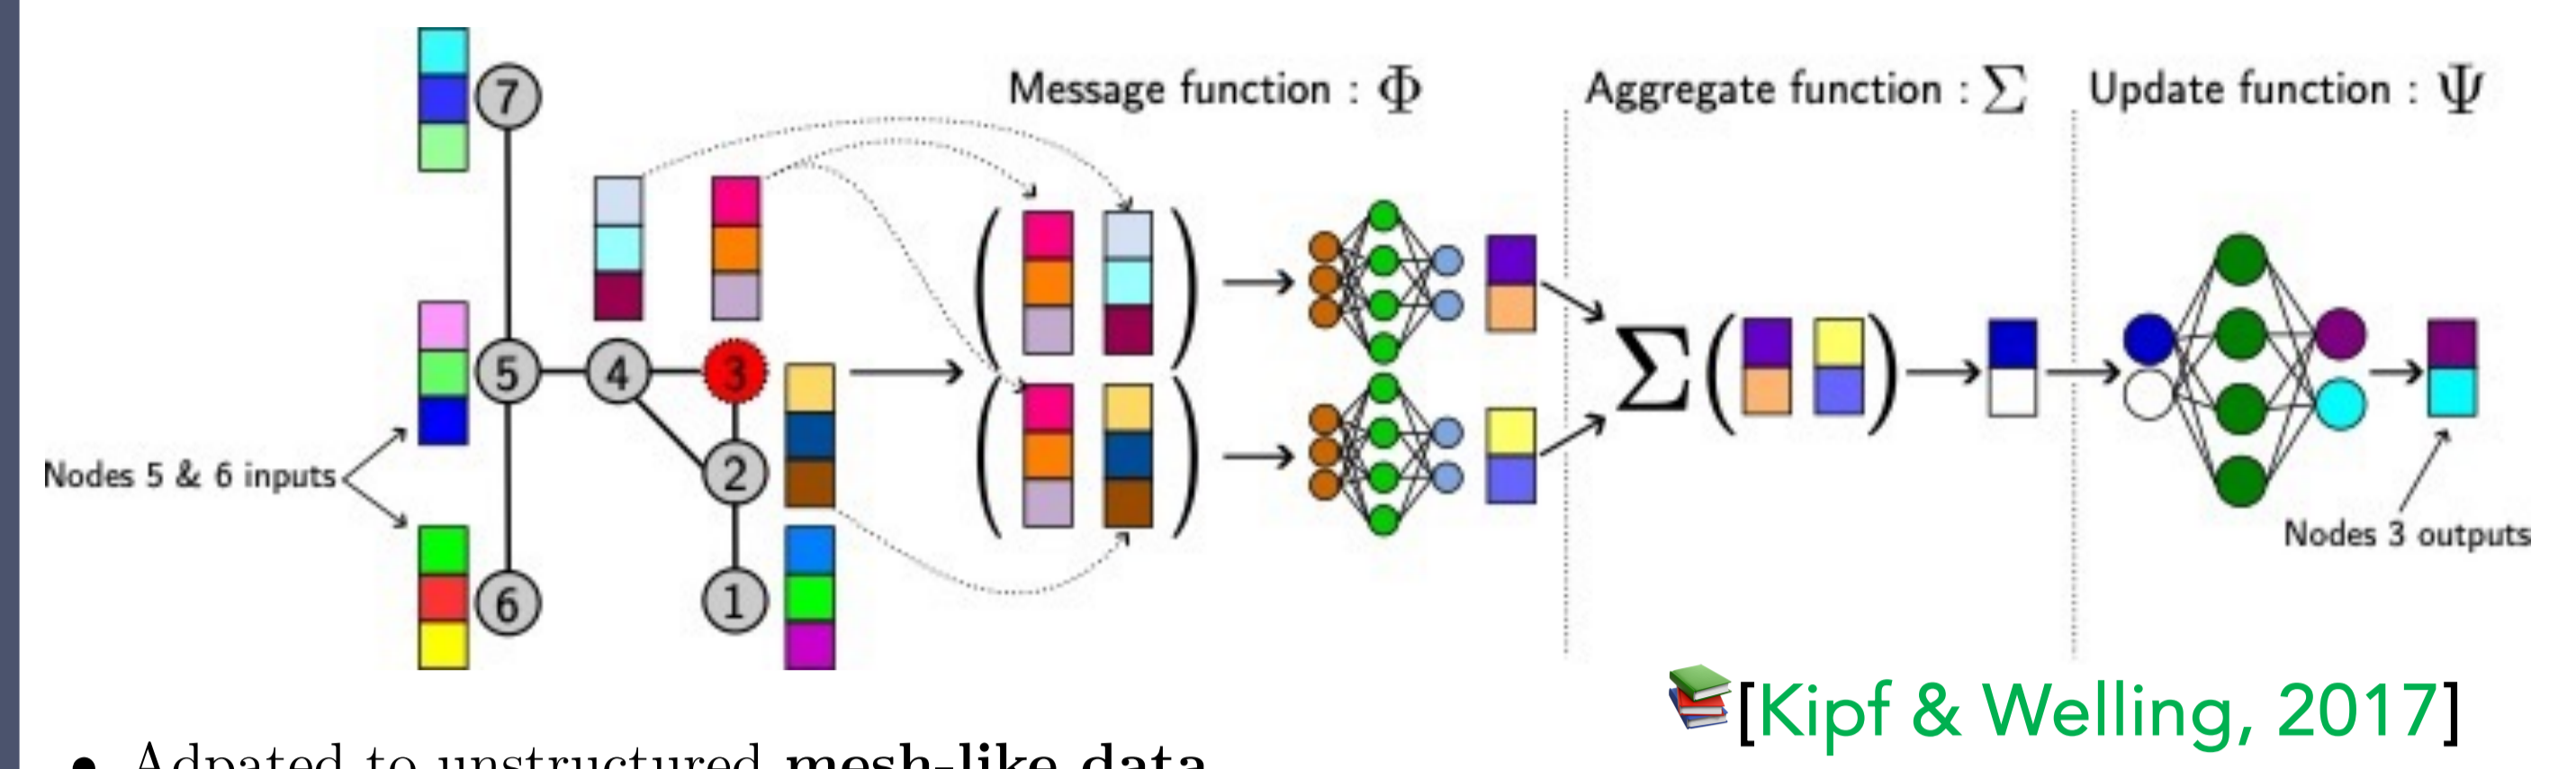 Message function : Φ
Aggregate function : Σ
Update function : Ψ
7
5
4
3
2
6
1
Nodes 5 & 6 inputs
Σ
Nodes 3 outputs
[Kipf & Welling, 2017]
• Adpated to unstructured mesh-like data